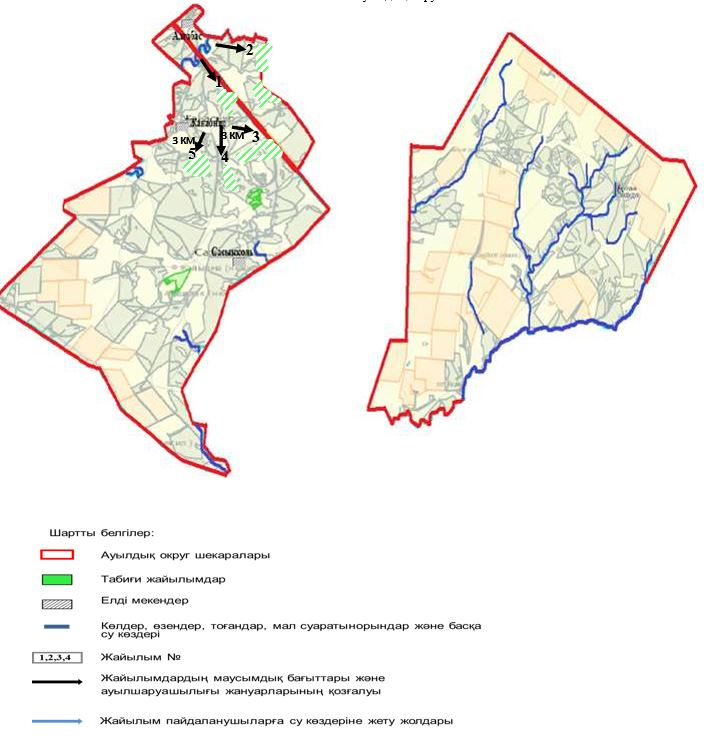 2
1
3 км
3 км
3
5
4
Сасыккөль
Шартты белгілер:
Ауылдық округ шекаралары
Табиғи жайылымдар
Елді мекендер
Көлдер, өзендер, тоғандар, мал суаратынорындар және басқа
су көздері
1,2,3,4
Жайылым №
Жайылымдардың маусымдық бағыттары және
ауылшаруашылығы жануарларының қозғалуы
Жайылым пайдаланушыларға су көздеріне жету жолдары